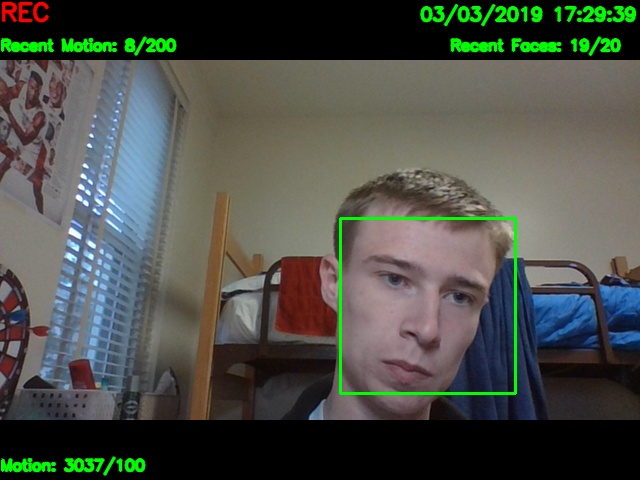 REC
03/03/2019 17:29:39
Recent Motion: 8/200
Recent Faces: 19/20
Motion: 3037/100